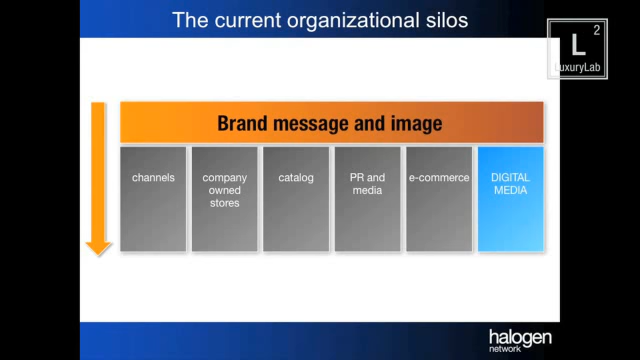 The current organizational silos
2
L
LuxuryLab
Brand message and image
channels
company
owned
stores
catalog
PR and
media
e-commerce
DIGITAL
MEDIA
halogen
network